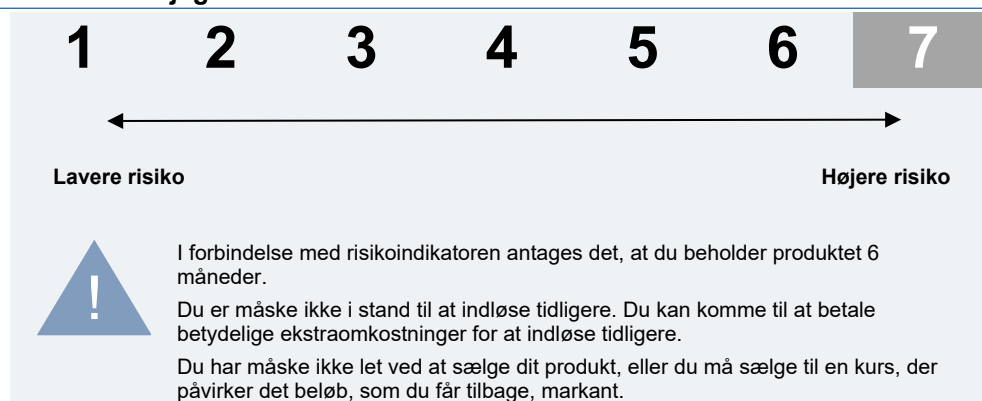 1 2 3 4 5 6 7
Lavere risiko Højere risiko
!
I forbindelse med risikoindikatoren antages det, at du beholder produktet 6
måneder.
Du er måske ikke i stand til at indløse tidligere. Du kan komme til at betale
betydelige ekstraomkostninger for at indløse tidligere.
Du har måske ikke let ved at sælge dit produkt, eller du må sælge til en kurs, der
påvirker det beløb, som du får tilbage, markant.